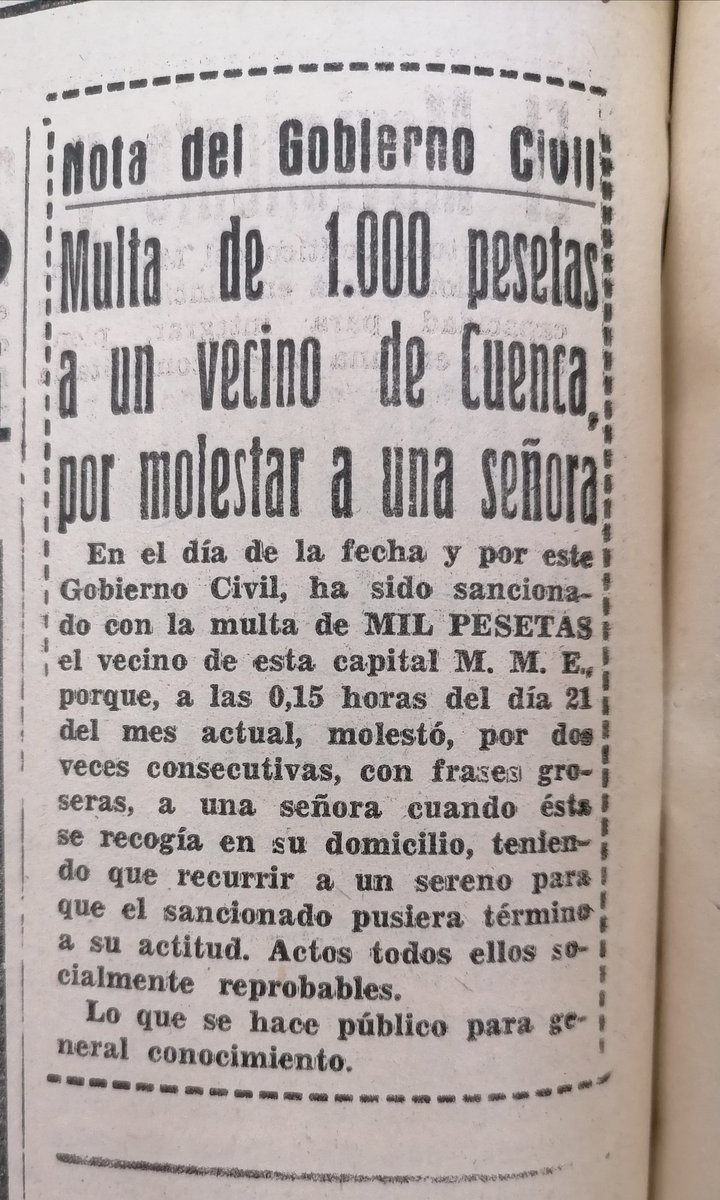 Nota del Gobierno Civil
Multa de 1.000 pesetas
a un vecino de Cuenca,
por molestar a una señora
En el día de la fecha y por este
Gobierno Civil, ha sido sanciona-
do con la multa de MIL PESETAS
el vecino de esta capital M. M. E.,
porque, a las 0,15 horas del día 21
del mes actual, molestó, por dos
veces consecutivas, con frases gro-
seras, a una señora cuando ésta
se recogía en su domicilio, tenien-
do que recurrir a un sereno para
que el sancionado pusiera término
a su actitud. Actos todos ellos so-
cialmente reprobables.
Lo que se hace público para ge-
neral conocimiento.